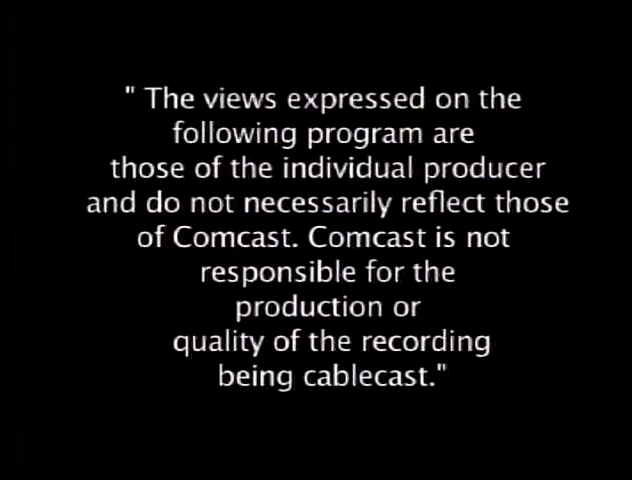 " The views expressed on the
following program are
those of the individual producer
and do not necessarily reflect those
of Comcast. Comcast is not
responsible for the
production or
quality of the recording
being cablecast."